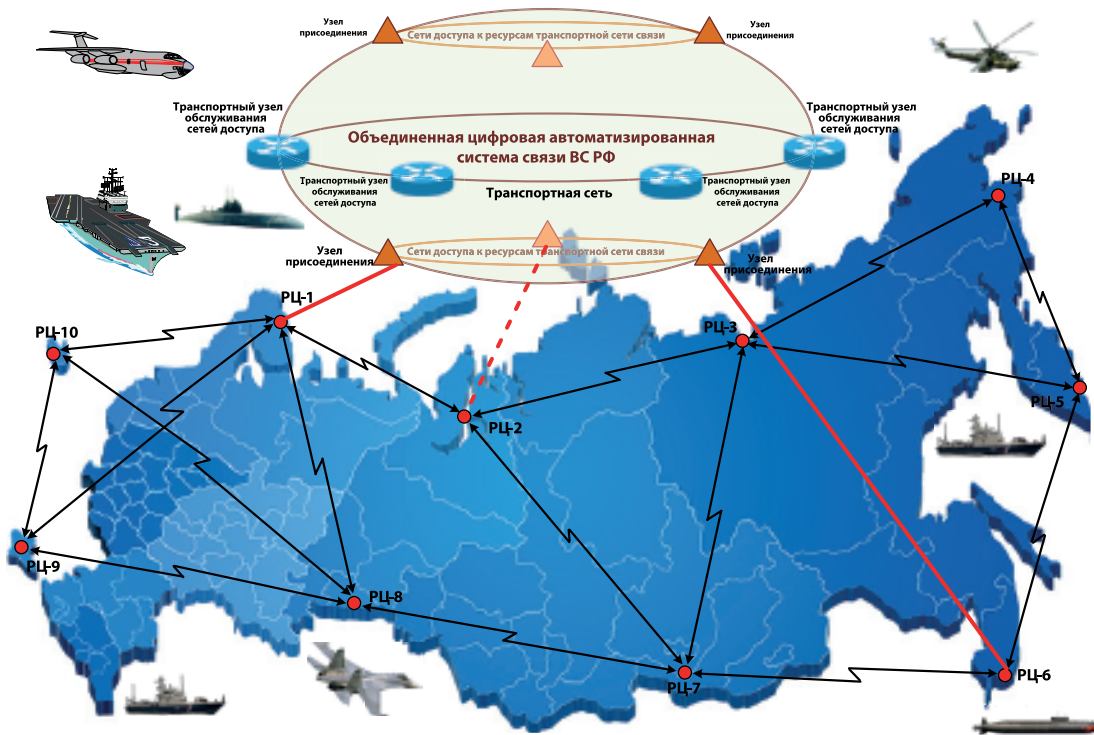 Узел
присоединения
Сети доступа к ресурсам транспортной сети связи
Узел
присоединения
Транспортный узел
обслуживания
сетей доступа
Транспортный узел
обслуживания
сетей доступа
Объединенная цифровая автоматизированная
система связи ВС РФ
Транспортный узел
обслуживания
сетей доступа
Транспортная сеть
Транспортный узел
обслуживания
сетей доступа
Узел
присоединения
Сети доступа к ресурсам транспортной сети связи
Узел
присоединения
РЦ-4
РЦ-1
РЦ-10
РЦ-3
РЦ-5
РЦ-2
РЦ-9
РЦ-8
РЦ-7
РЦ-6